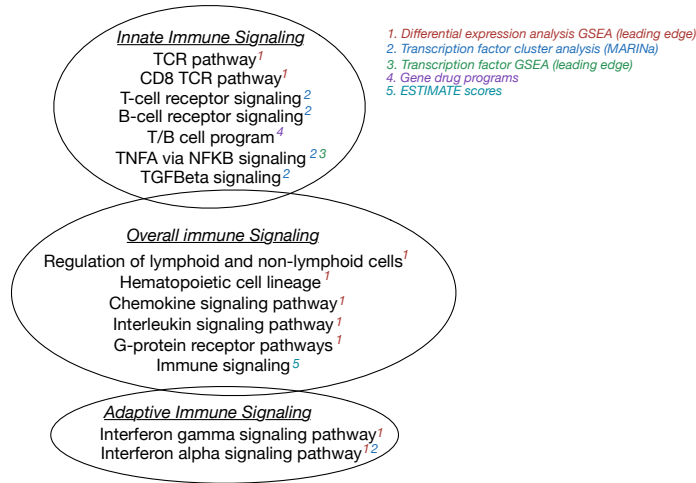 Innate Immune Signaling
TCR pathway1
CD8 TCR pathway1
T-cell receptor signaling2
B-cell receptor signaling2
T/B cell program4
TNFA via NFKB signaling 2 3
TGFBeta signaling2
Overall immune Signaling
Regulation of lymphoid and non-lymphoid cells1
Hematopoietic cell lineage1
Chemokine signaling pathway1
Interleukin signaling pathway1
G-protein receptor pathways1
Immune signaling5
Adaptive Immune Signaling
Interferon gamma signaling pathway1
Interferon alpha signaling pathway12
1. Differential expression analysis GSEA (leading edge)
2. Transcription factor cluster analysis (MARINa)
3. Transcription factor GSEA (leading edge)
4. Gene drug programs
5. ESTIMATE scores